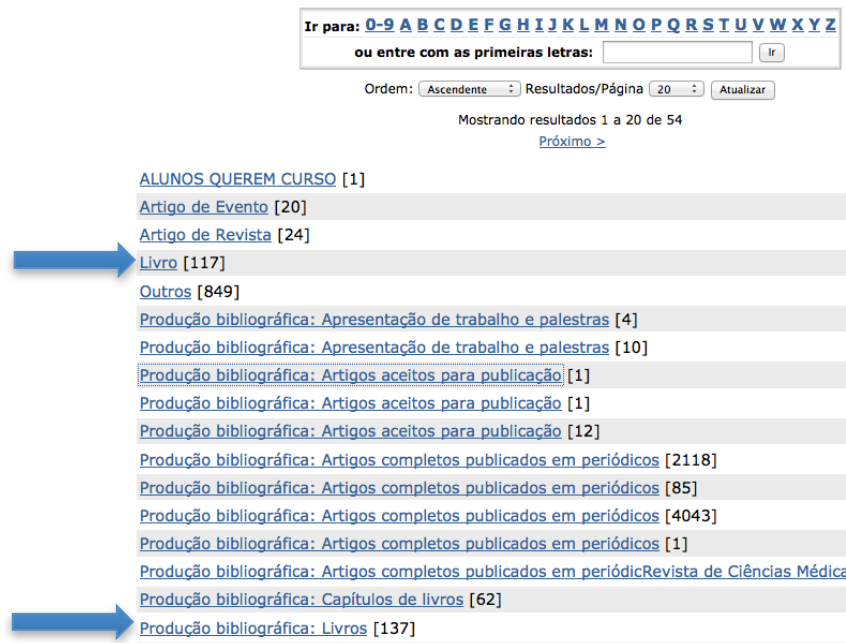 Ir para: 0-9 A B C D E F G H I J K L M N O P Q R S T U V W X Y Z
ou entre com as primeiras letras: Ir
Ordem: Ascendente Resultados/Página 20 Atualizar
Mostrando resultados 1 a 20 de 54
Próximo >
ALUNOS QUEREM CURSO [1]
Artigo de Evento [20]
Artigo de Revista [24]
Livro [117]
Outros [849]
Produção bibliográfica: Apresentação de trabalho e palestras [4]
Produção bibliográfica: Apresentação de trabalho e palestras [10]
Produção bibliográfica: Artigos aceitos para publicação [1]
Produção bibliográfica: Artigos aceitos para publicação [1]
Produção bibliográfica: Artigos aceitos para publicação [12]
Produção bibliográfica: Artigos completos publicados em periódicos [2118]
Produção bibliográfica: Artigos completos publicados em periódicos [85]
Produção bibliográfica: Artigos completos publicados em periódicos [4043]
Produção bibliográfica: Artigos completos publicados em periódicos [1]
Produção bibliográfica: Artigos completos publicados em periódicRevista de Ciências Médica
Produção bibliográfica: Capítulos de livros [62]
Produção bibliográfica: Livros [137]